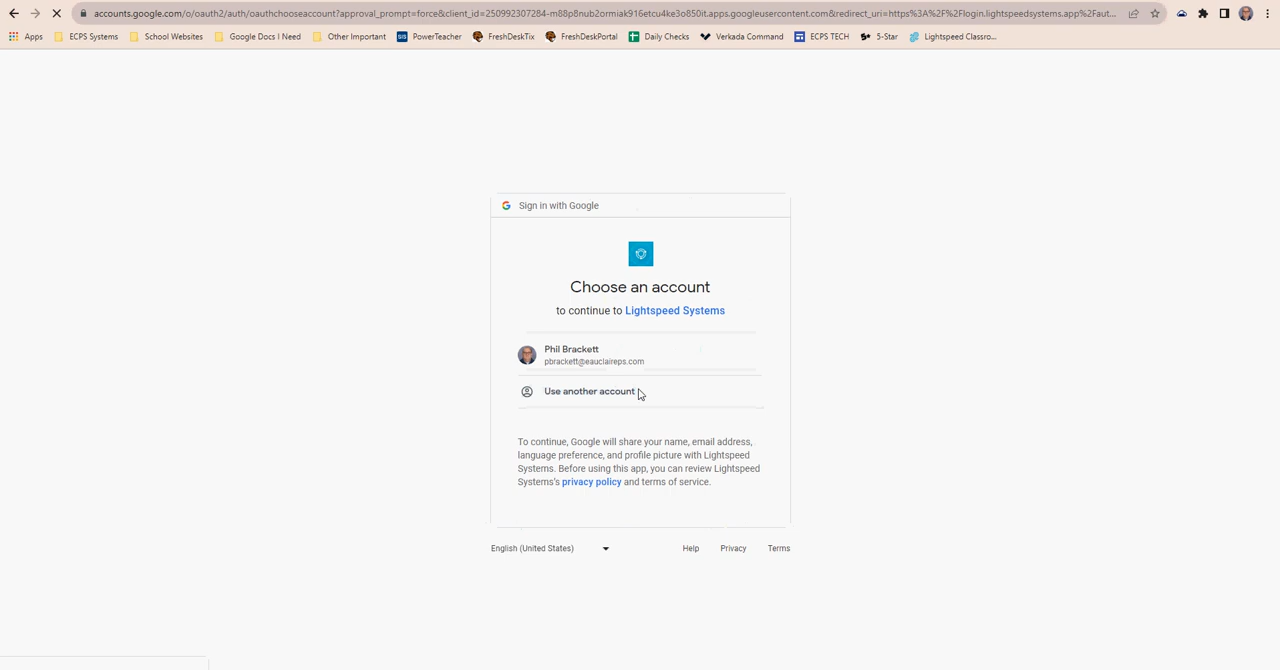 accounts.google.com/o/oauth2/auth/oauthchooseaccount?approval_prompt=force&client_id=250992307284-m88p8nub2ormiak916etcu4ke3o850it.apps.googleusercontent.com&redirect_uri=https%3A%2F%2Flogin.lightspeedsystems.app%2Faut...
Apps ECPS Systems School Websites Google Docs I Need Other Important SIS PowerTeacher FreshDeskTix FreshDeskPortal Daily Checks Verkada Command ECPS TECH 5-Star Lightspeed Classro...
Sign in with Google
Choose an account
to continue to Lightspeed Systems
Phil Brackett
pbrackett@eauclaireps.com
Use another account
To continue, Google will share your name, email address,
language preference, and profile picture with Lightspeed
Systems. Before using this app, you can review Lightspeed
Systems's privacy policy and terms of service.
English (United States) Help Privacy Terms